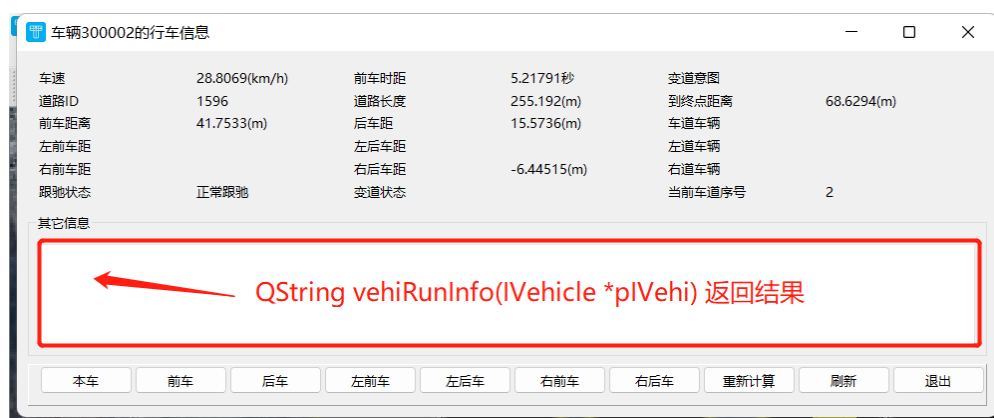 车辆300002的行车信息
车速 28.8069(km/h) 前车时距 5.21791秒 变道意图
道路ID 1596 道路长度 255.192(m) 到终点距离 68.6294(m)
前车距离 41.7533(m) 后车距 15.5736(m) 车道车辆
左前车距 左后车距 左道车辆
右前车距 右后车距 -6.44515(m) 右道车辆
跟驰状态 正常跟驰 变道状态 当前车道序号 2
其它信息
QString vehiRunInfo(IVehicle *pIVehi) 返回结果
本车 前车 后车 左前车 左后车 右前车 右后车 重新计算 刷新 退出